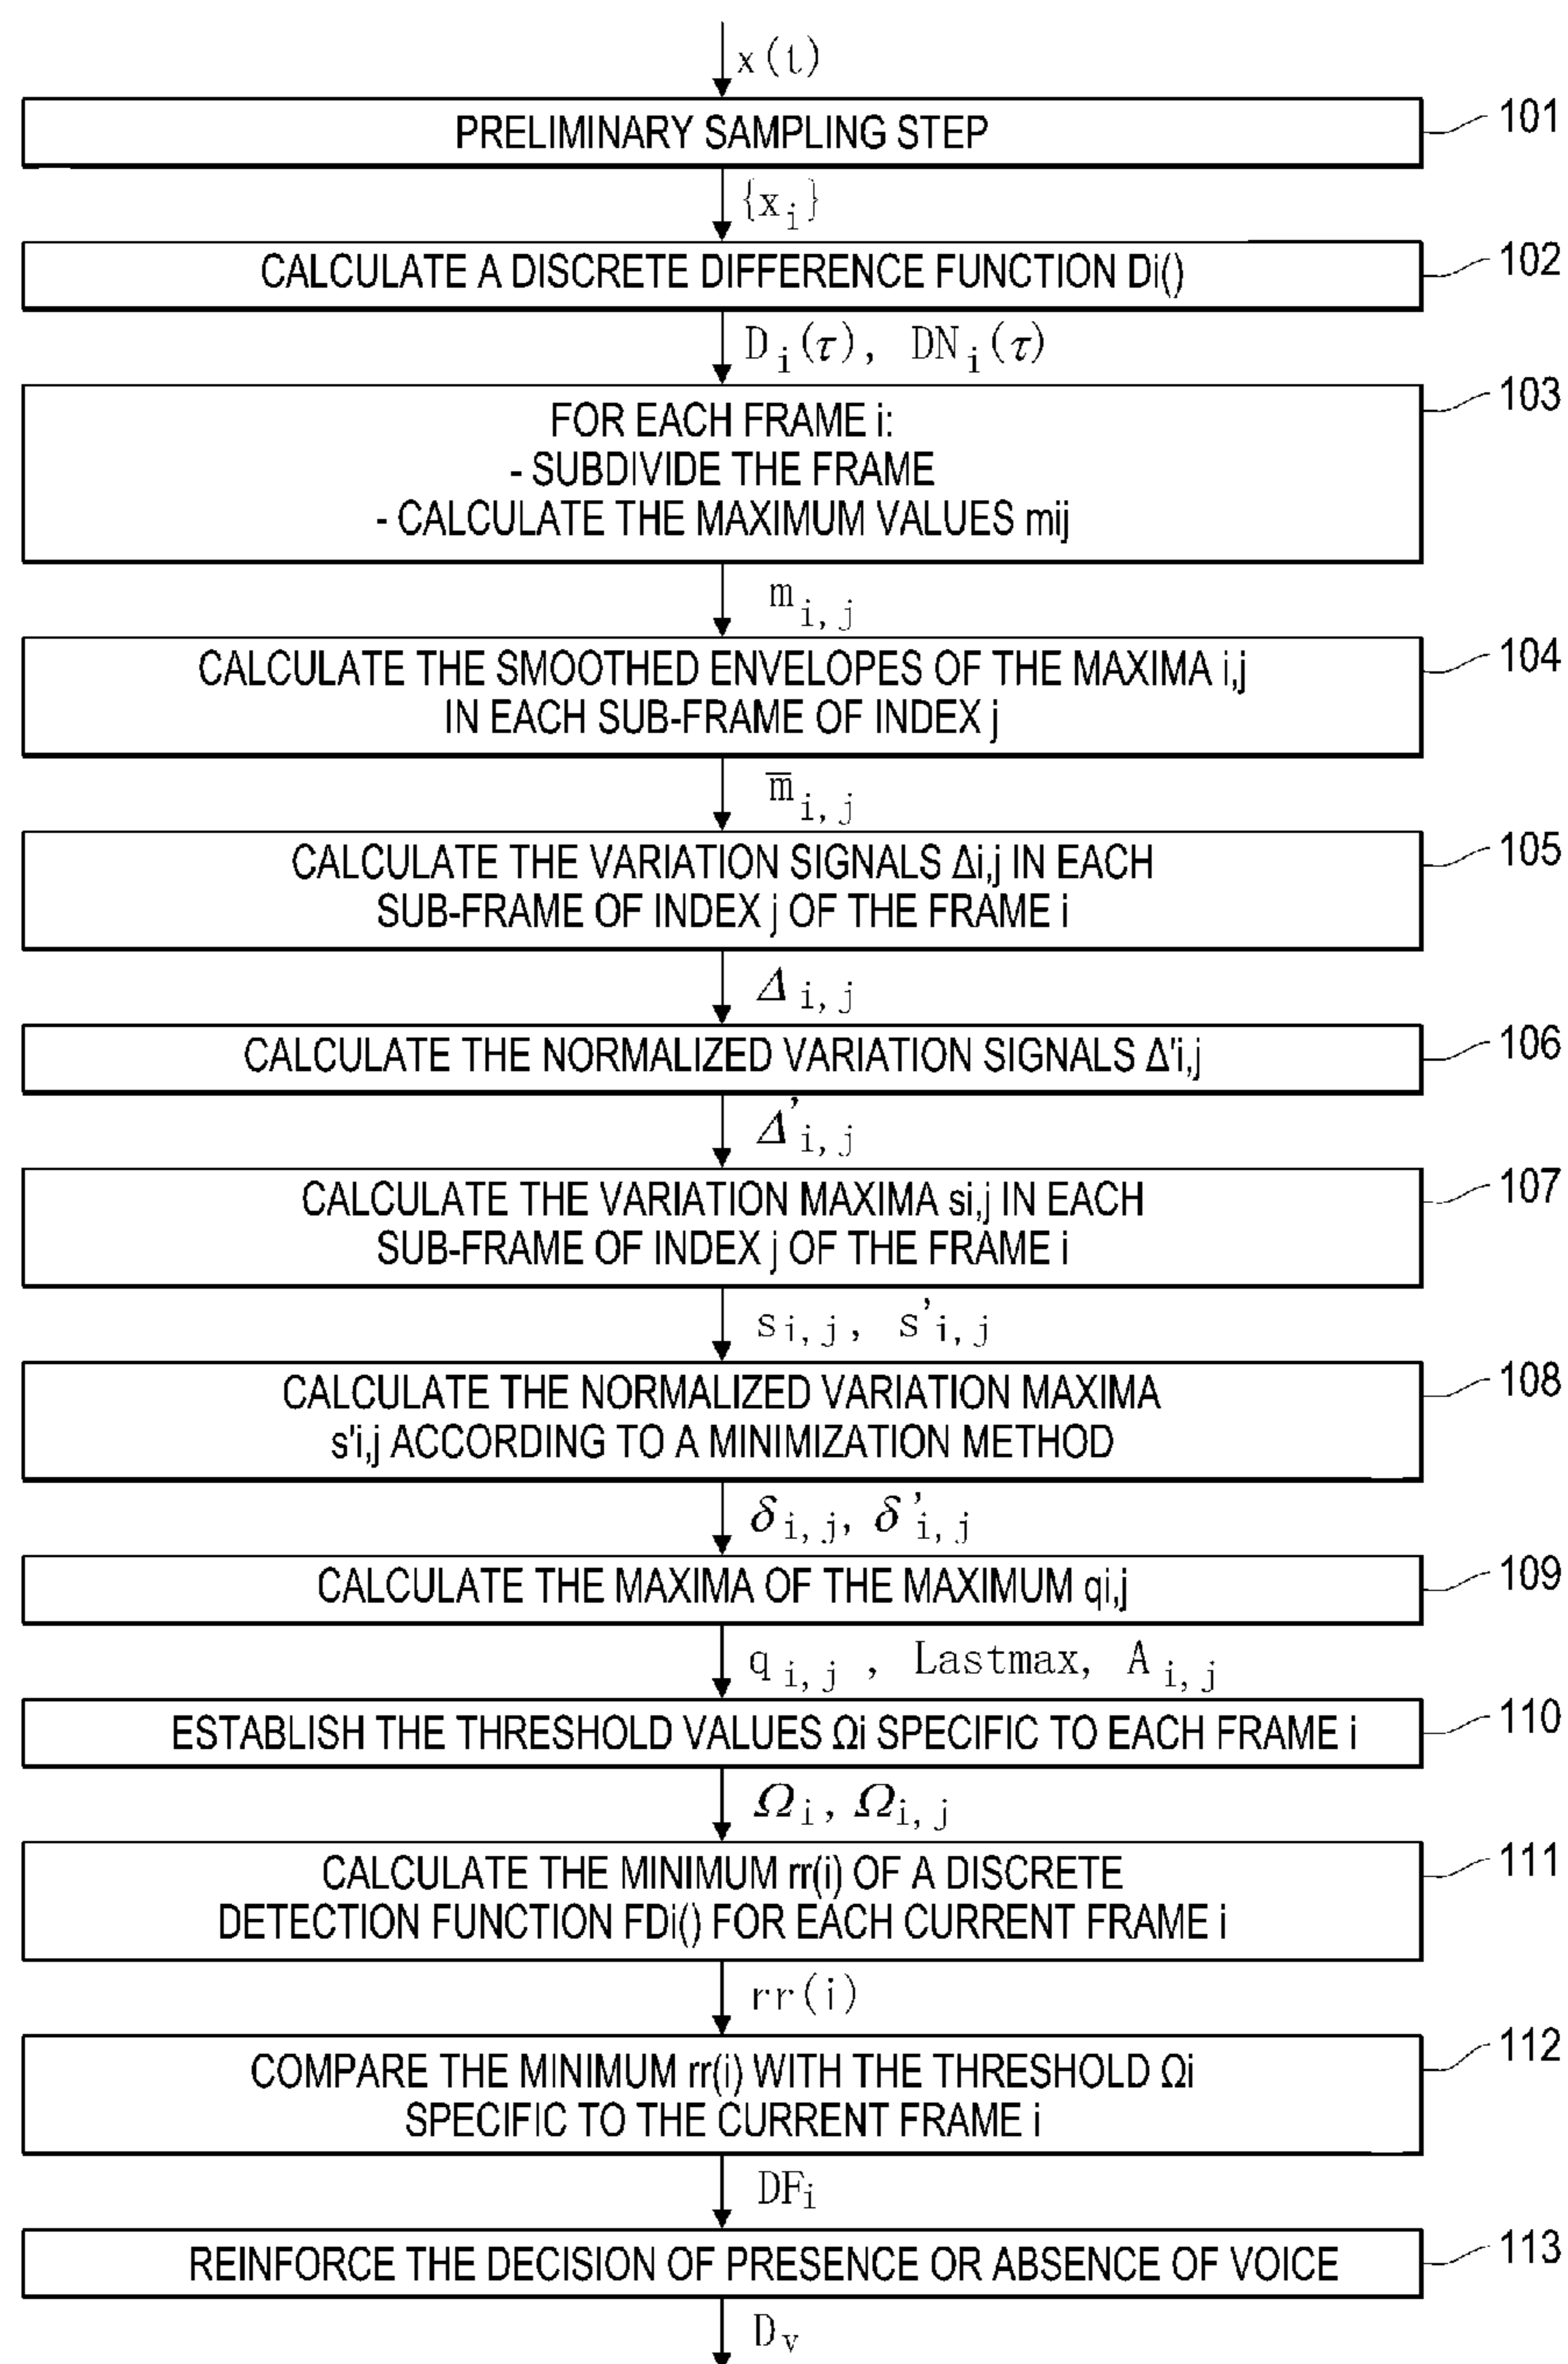 x(t)
PRELIMINARY SAMPLING STEP
101
{xi}
CALCULATE A DISCRETE DIFFERENCE FUNCTION Di()
102
Di(τ), DNi(τ)
FOR EACH FRAME i:
- SUBDIVIDE THE FRAME
- CALCULATE THE MAXIMUM VALUES mij
103
mi, j
CALCULATE THE SMOOTHED ENVELOPES OF THE MAXIMA i,j
IN EACH SUB-FRAME OF INDEX j
104
m̅i, j
CALCULATE THE VARIATION SIGNALS Δi,j IN EACH
SUB-FRAME OF INDEX j OF THE FRAME i
105
Δi, j
CALCULATE THE NORMALIZED VARIATION SIGNALS Δ'i,j
106
Δ'i, j
CALCULATE THE VARIATION MAXIMA si,j IN EACH
SUB-FRAME OF INDEX j OF THE FRAME i
107
si, j, s'i, j
CALCULATE THE NORMALIZED VARIATION MAXIMA
s'i,j ACCORDING TO A MINIMIZATION METHOD
108
δi, j, δ'i, j
CALCULATE THE MAXIMA OF THE MAXIMUM qi,j
109
qi, j , Lastmax, Ai, j
ESTABLISH THE THRESHOLD VALUES Ωi SPECIFIC TO EACH FRAME i
110
Ωi, Ωi, j
CALCULATE THE MINIMUM rr(i) OF A DISCRETE
DETECTION FUNCTION FDi() FOR EACH CURRENT FRAME i
111
rr(i)
COMPARE THE MINIMUM rr(i) WITH THE THRESHOLD Ωi
SPECIFIC TO THE CURRENT FRAME i
112
DFi
REINFORCE THE DECISION OF PRESENCE OR ABSENCE OF VOICE
113
Dv